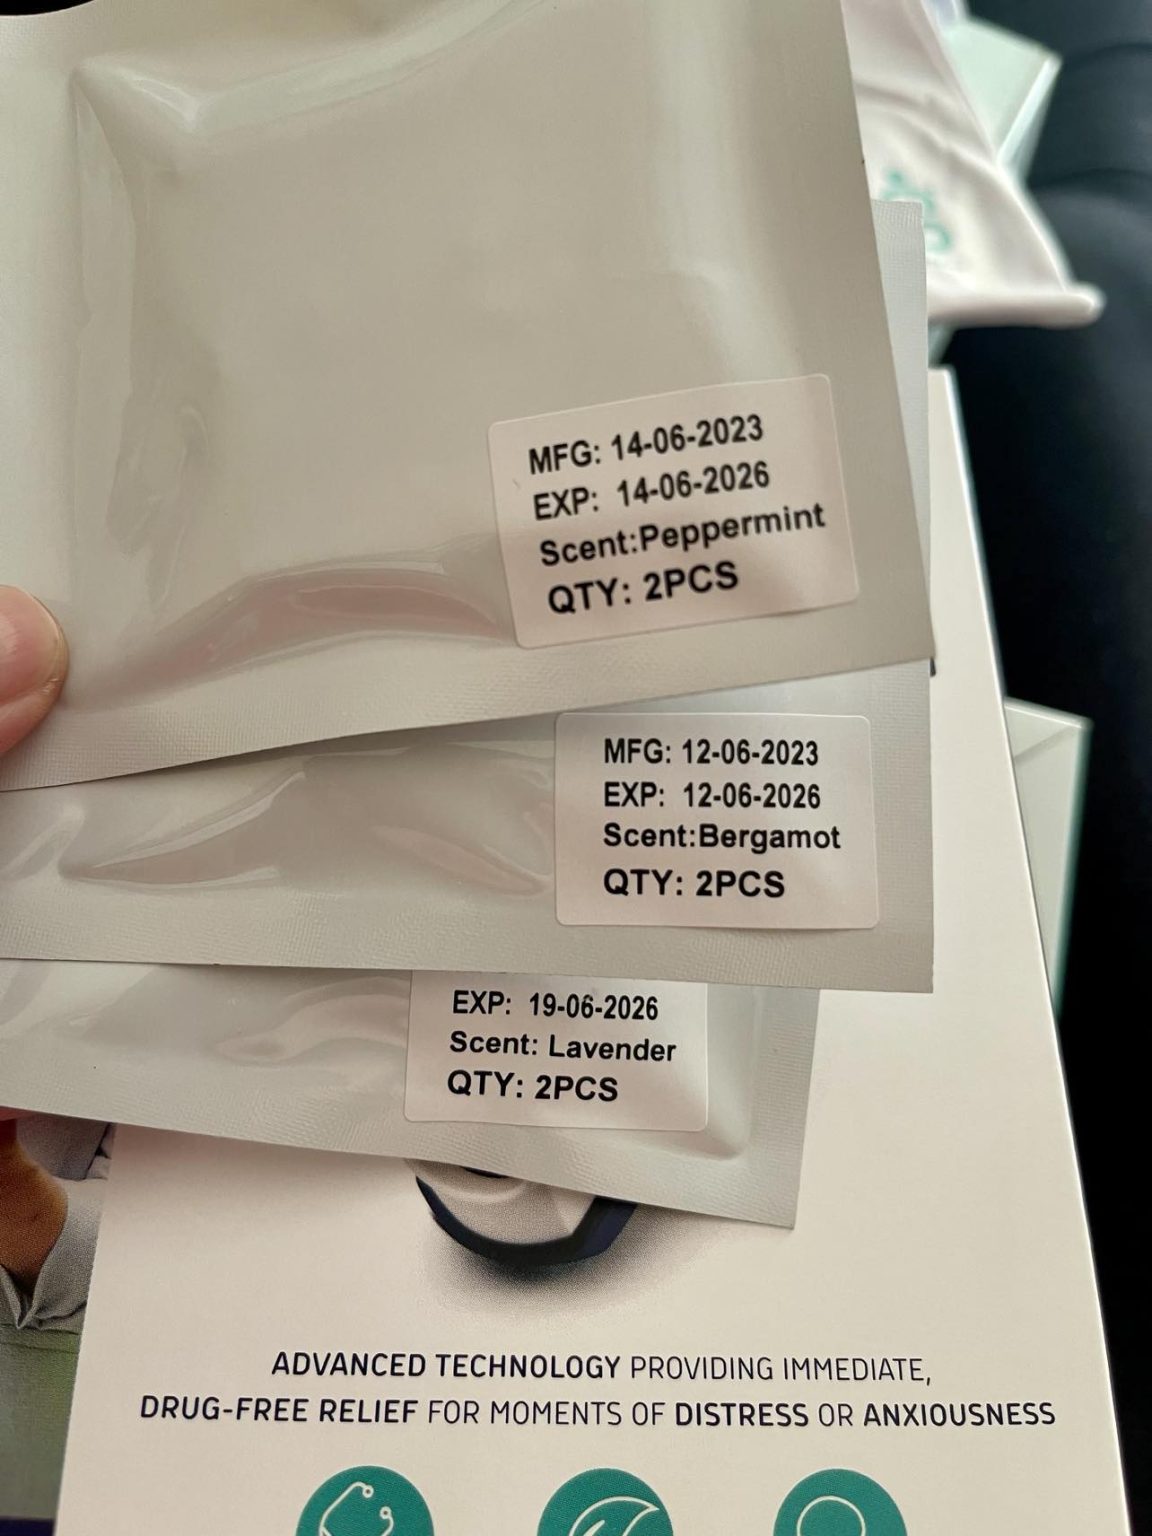 MFG: 14-06-2023
EXP: 14-06-2026
Scent:Peppermint
QTY: 2PCS
MFG: 12-06-2023
EXP: 12-06-2026
Scent:Bergamot
QTY: 2PCS
EXP: 19-06-2026
Scent: Lavender
QTY: 2PCS
ADVANCED TECHNOLOGY PROVIDING IMMEDIATE,
DRUG-FREE RELIEF FOR MOMENTS OF DISTRESS OR ANXIOUSNESS